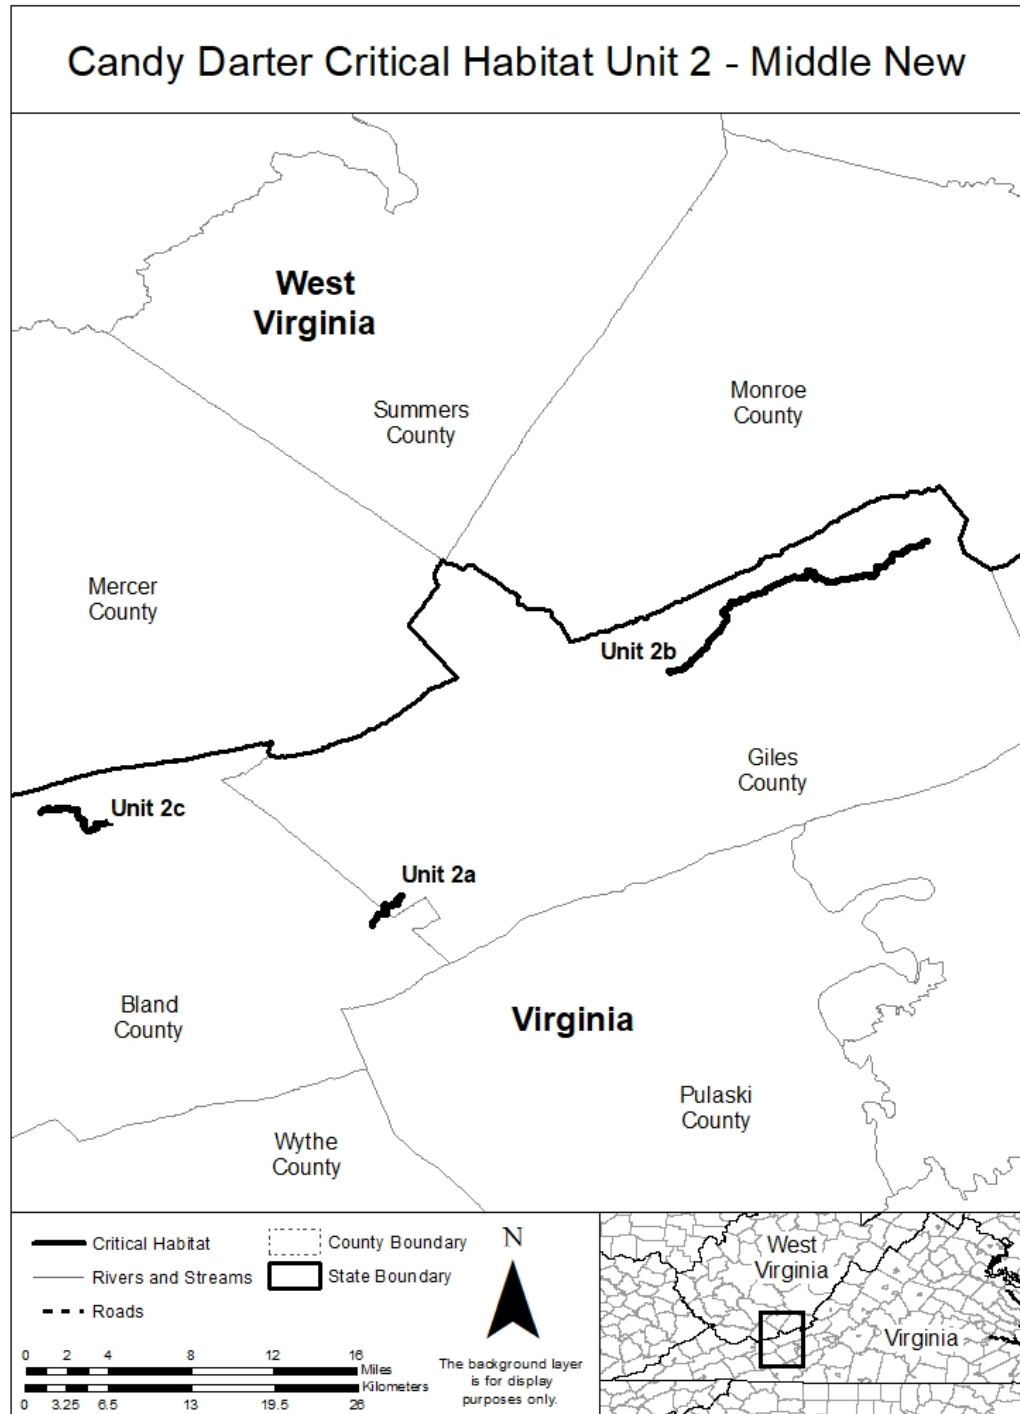 Candy Darter Critical Habitat Unit 2 - Middle New
West
Virginia
Monroe
County
Summers
County
Mercer
County
Unit 2b
Giles
County
Unit 2c
Unit 2a
Bland
County
Virginia
Pulaski
County
Wythe
County
Critical Habitat
County Boundary
Rivers and Streams
State Boundary
Roads
N
0 2 4 8 12 16
Miles
Kilometers
0 3.25 6.5 13 19.5 26
The background layer
is for display
purposes only.
West
Virginia
Virginia